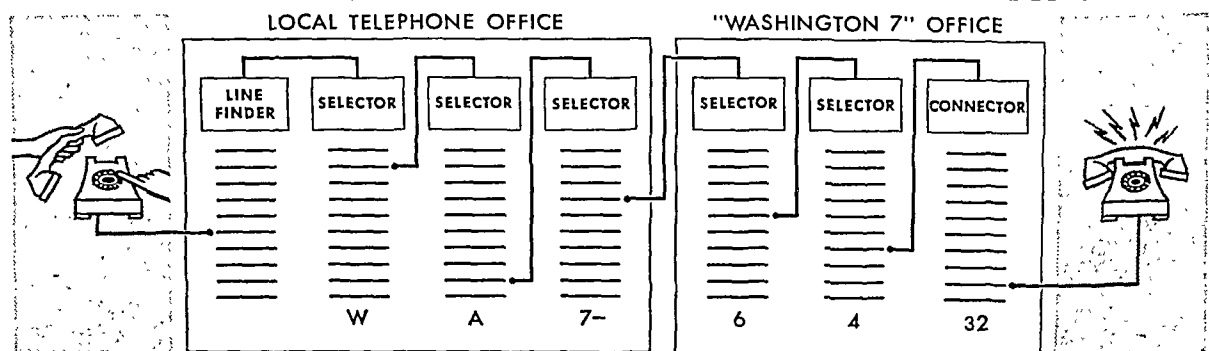 LOCAL TELEPHONE OFFICE
"WASHINGTON 7" OFFICE
LINE
FINDER
SELECTOR
SELECTOR
SELECTOR
SELECTOR
SELECTOR
CONNECTOR
W
A
7–
6
4
32